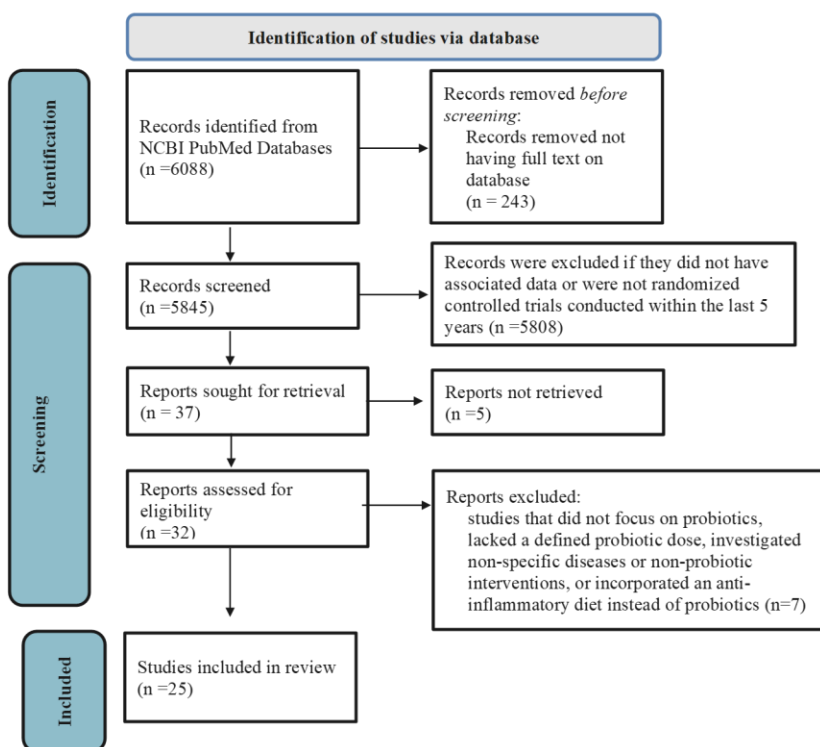 Identification of studies via database
Identification
Records identified from
NCBI PubMed Databases
(n =6088)
Records removed before
screening:
Records removed not
having full text on
database
(n = 243)
Screening
Records screened
(n =5845)
Records were excluded if they did not have
associated data or were not randomized
controlled trials conducted within the last 5
years (n =5808)
Reports sought for retrieval
(n = 37)
Reports not retrieved
(n =5)
Reports assessed for
eligibility
(n =32)
Reports excluded:
studies that did not focus on probiotics,
lacked a defined probiotic dose, investigated
non-specific diseases or non-probiotic
interventions, or incorporated an anti-
inflammatory diet instead of probiotics (n=7)
Included
Studies included in review
(n =25)